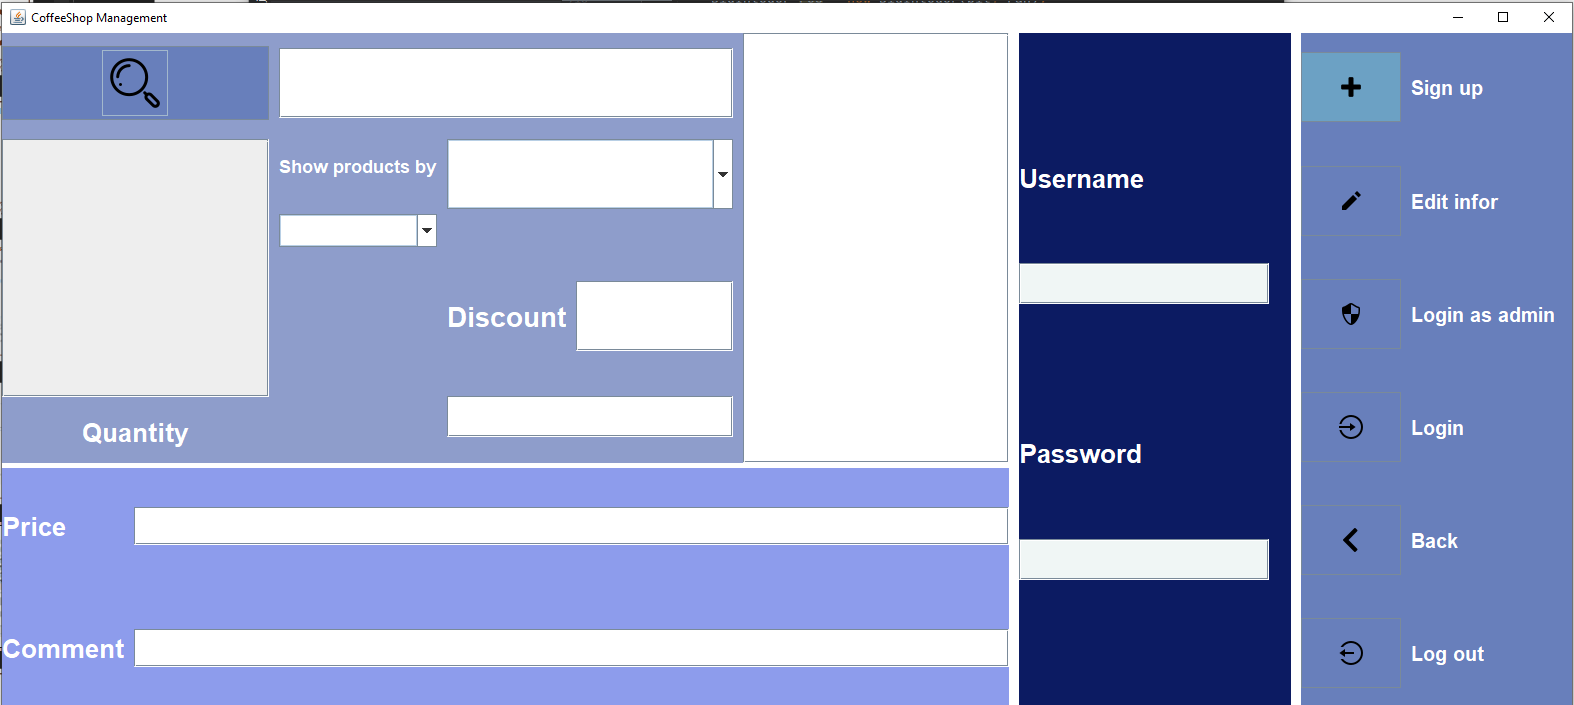 CoffeeShop Management
Show products by
Discount
Quantity
Price
Comment
Username
Password
Sign up
Edit infor
Login as admin
Login
Back
Log out